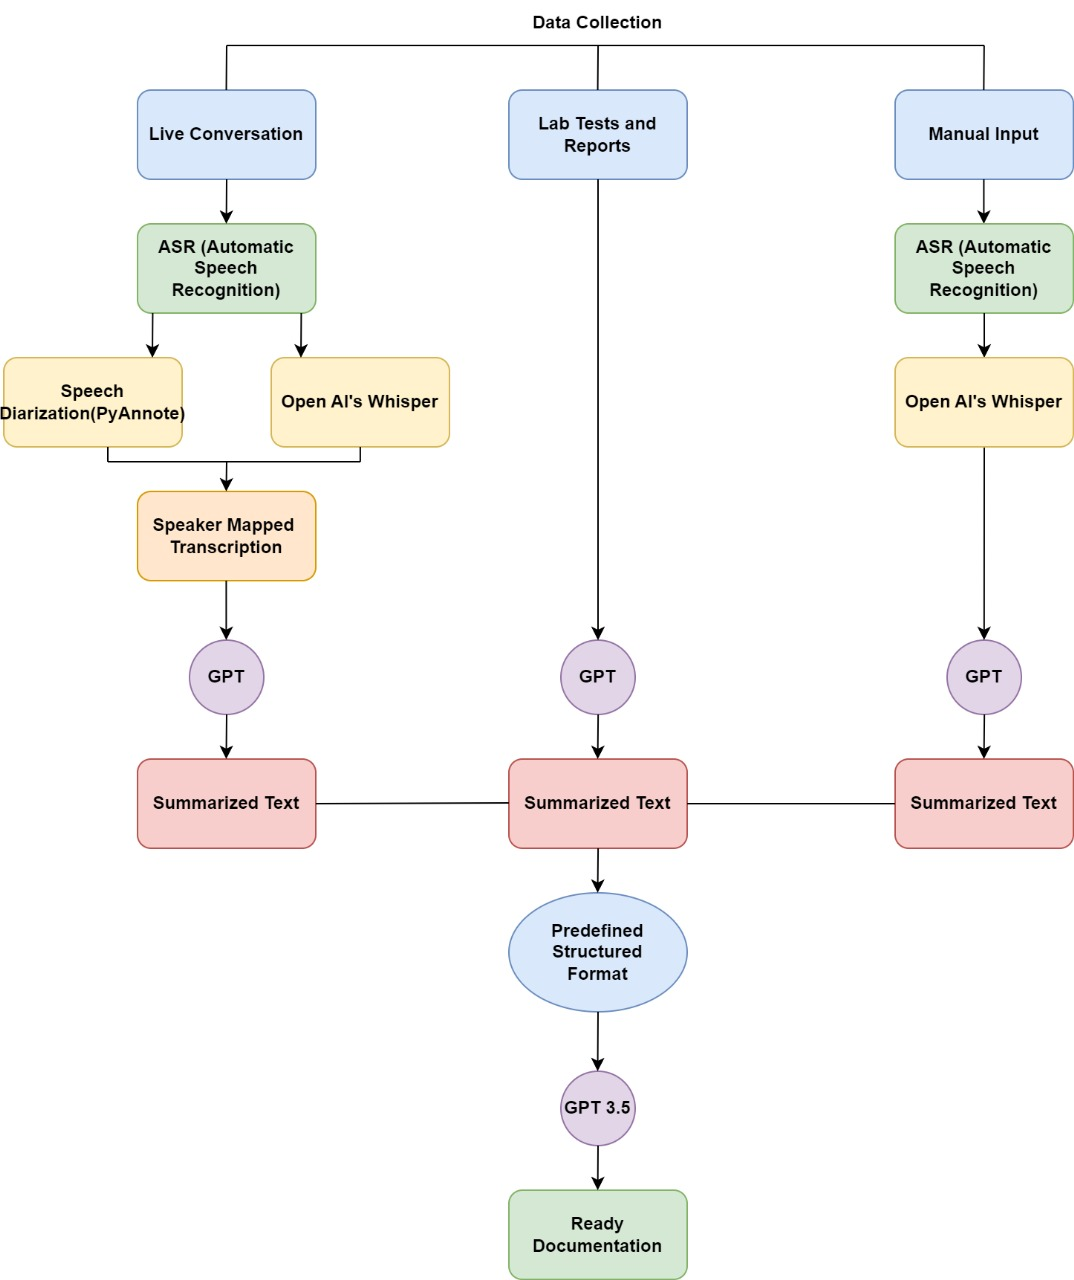 Data Collection
Live Conversation
Lab Tests and
Reports
Manual Input
ASR (Automatic
Speech
Recognition)
ASR (Automatic
Speech
Recognition)
Speech
Diarization(PyAnnote)
Open AI's Whisper
Open AI's Whisper
Speaker Mapped
Transcription
GPT
GPT
GPT
Summarized Text
Summarized Text
Summarized Text
Predefined
Structured
Format
GPT 3.5
Ready
Documentation